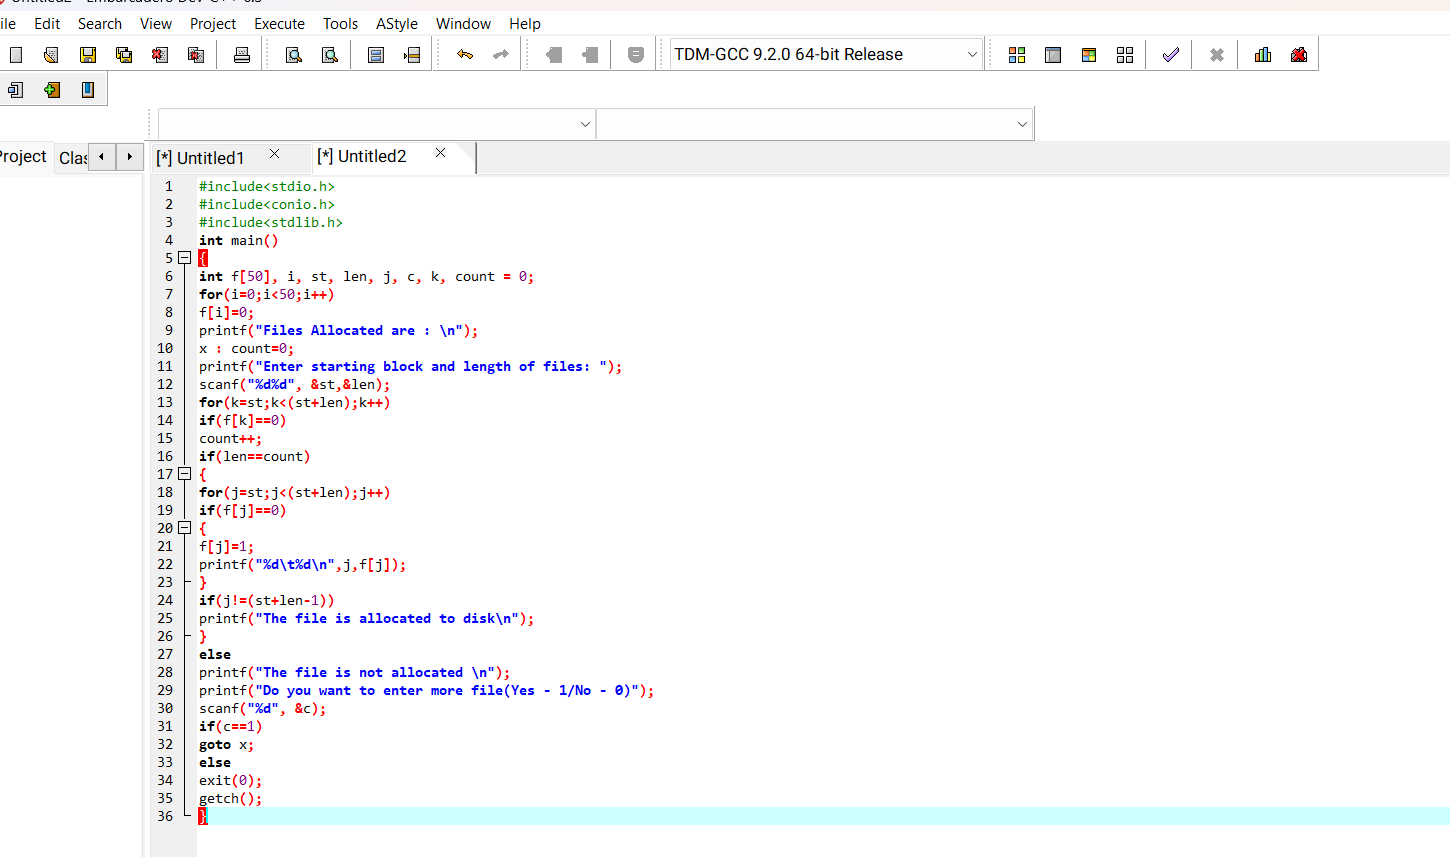 ile Edit Search View Project Execute Tools AStyle Window Help
TDM-GCC 9.2.0 64-bit Release
Project Clas [*] Untitled1 [*] Untitled2
1 #include<stdio.h>
2 #include<conio.h>
3 #include<stdlib.h>
4 int main()
5 {
6 int f[50], i, st, len, j, c, k, count = 0;
7 for(i=0;i<50;i++)
8 f[i]=0;
9 printf("Files Allocated are : \n");
10 x : count=0;
11 printf("Enter starting block and length of files: ");
12 scanf("%d%d", &st,&len);
13 for(k=st;k<(st+len);k++)
14 if(f[k]==0)
15 count++;
16 if(len==count)
17 {
18 for(j=st;j<(st+len);j++)
19 if(f[j]==0)
20 {
21 f[j]=1;
22 printf("%d\t%d\n",j,f[j]);
23 }
24 if(j!=(st+len-1))
25 printf("The file is allocated to disk\n");
26 }
27 else
28 printf("The file is not allocated \n");
29 printf("Do you want to enter more file(Yes - 1/No - 0)");
30 scanf("%d", &c);
31 if(c==1)
32 goto x;
33 else
34 exit(0);
35 getch();
36 }